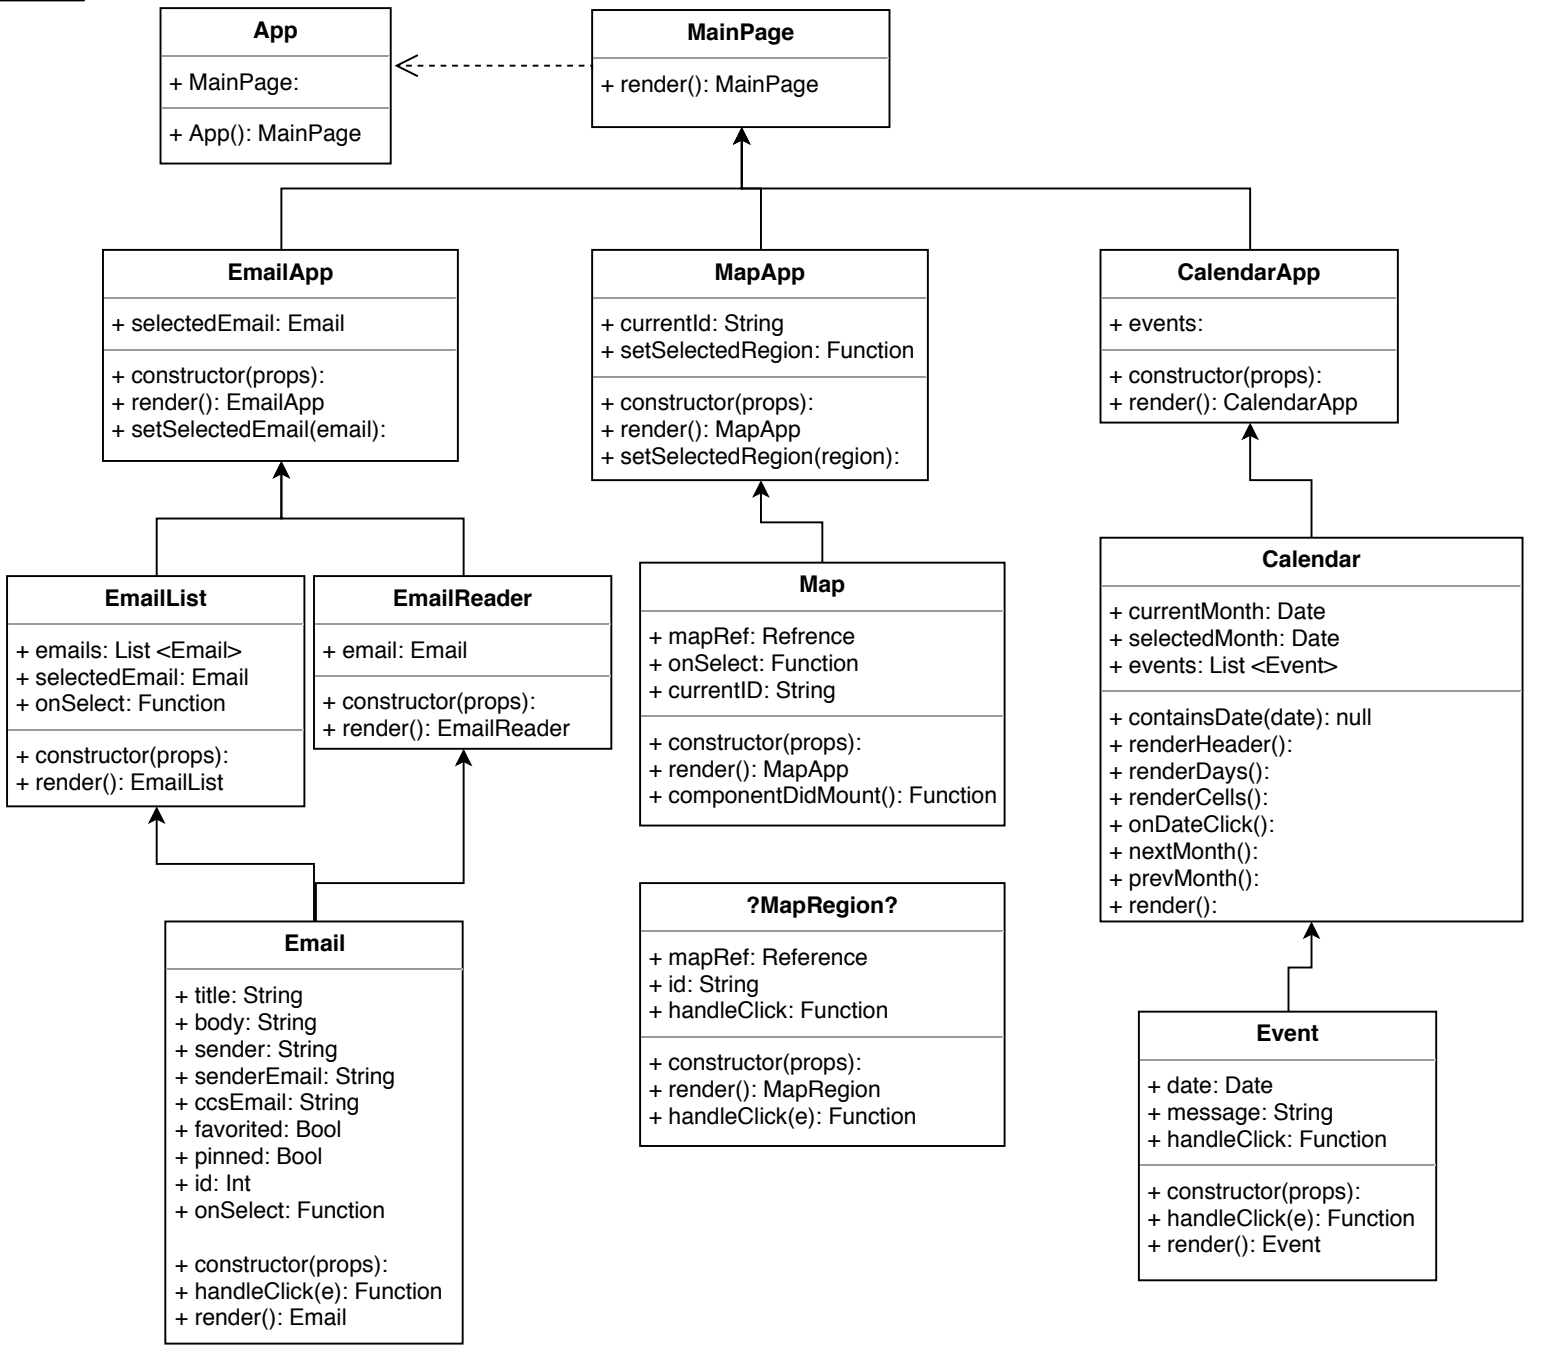 App
+ MainPage:
+ App(): MainPage
MainPage
+ render(): MainPage
EmailApp
+ selectedEmail: Email
+ constructor(props):
+ render(): EmailApp
+ setSelectedEmail(email):
MapApp
+ currentId: String
+ setSelectedRegion: Function
+ constructor(props):
+ render(): MapApp
+ setSelectedRegion(region):
CalendarApp
+ events:
+ constructor(props):
+ render(): CalendarApp
EmailList
+ emails: List <Email>
+ selectedEmail: Email
+ onSelect: Function
+ constructor(props):
+ render(): EmailList
EmailReader
+ email: Email
+ constructor(props):
+ render(): EmailReader
Map
+ mapRef: Refrence
+ onSelect: Function
+ currentID: String
+ constructor(props):
+ render(): MapApp
+ componentDidMount(): Function
Calendar
+ currentMonth: Date
+ selectedMonth: Date
+ events: List <Event>
+ containsDate(date): null
+ renderHeader():
+ renderDays():
+ renderCells():
+ onDateClick():
+ nextMonth():
+ prevMonth():
+ render():
Email
+ title: String
+ body: String
+ sender: String
+ senderEmail: String
+ ccsEmail: String
+ favorited: Bool
+ pinned: Bool
+ id: Int
+ onSelect: Function
+ constructor(props):
+ handleClick(e): Function
+ render(): Email
?MapRegion?
+ mapRef: Reference
+ id: String
+ handleClick: Function
+ constructor(props):
+ render(): MapRegion
+ handleClick(e): Function
Event
+ date: Date
+ message: String
+ handleClick: Function
+ constructor(props):
+ handleClick(e): Function
+ render(): Event